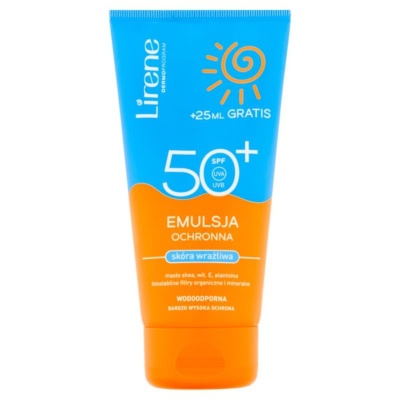 Lirene
DERMOPROGRAM
+25ML GRATIS
50+
SPF
UVA
UVB
EMULSJA
OCHRONNA
skóra wrażliwa
masło shea, wit. E, alantoina
fotostabilne filtry organiczne i mineralne
WODOODPORNA
BARDZO WYSOKA OCHRONA